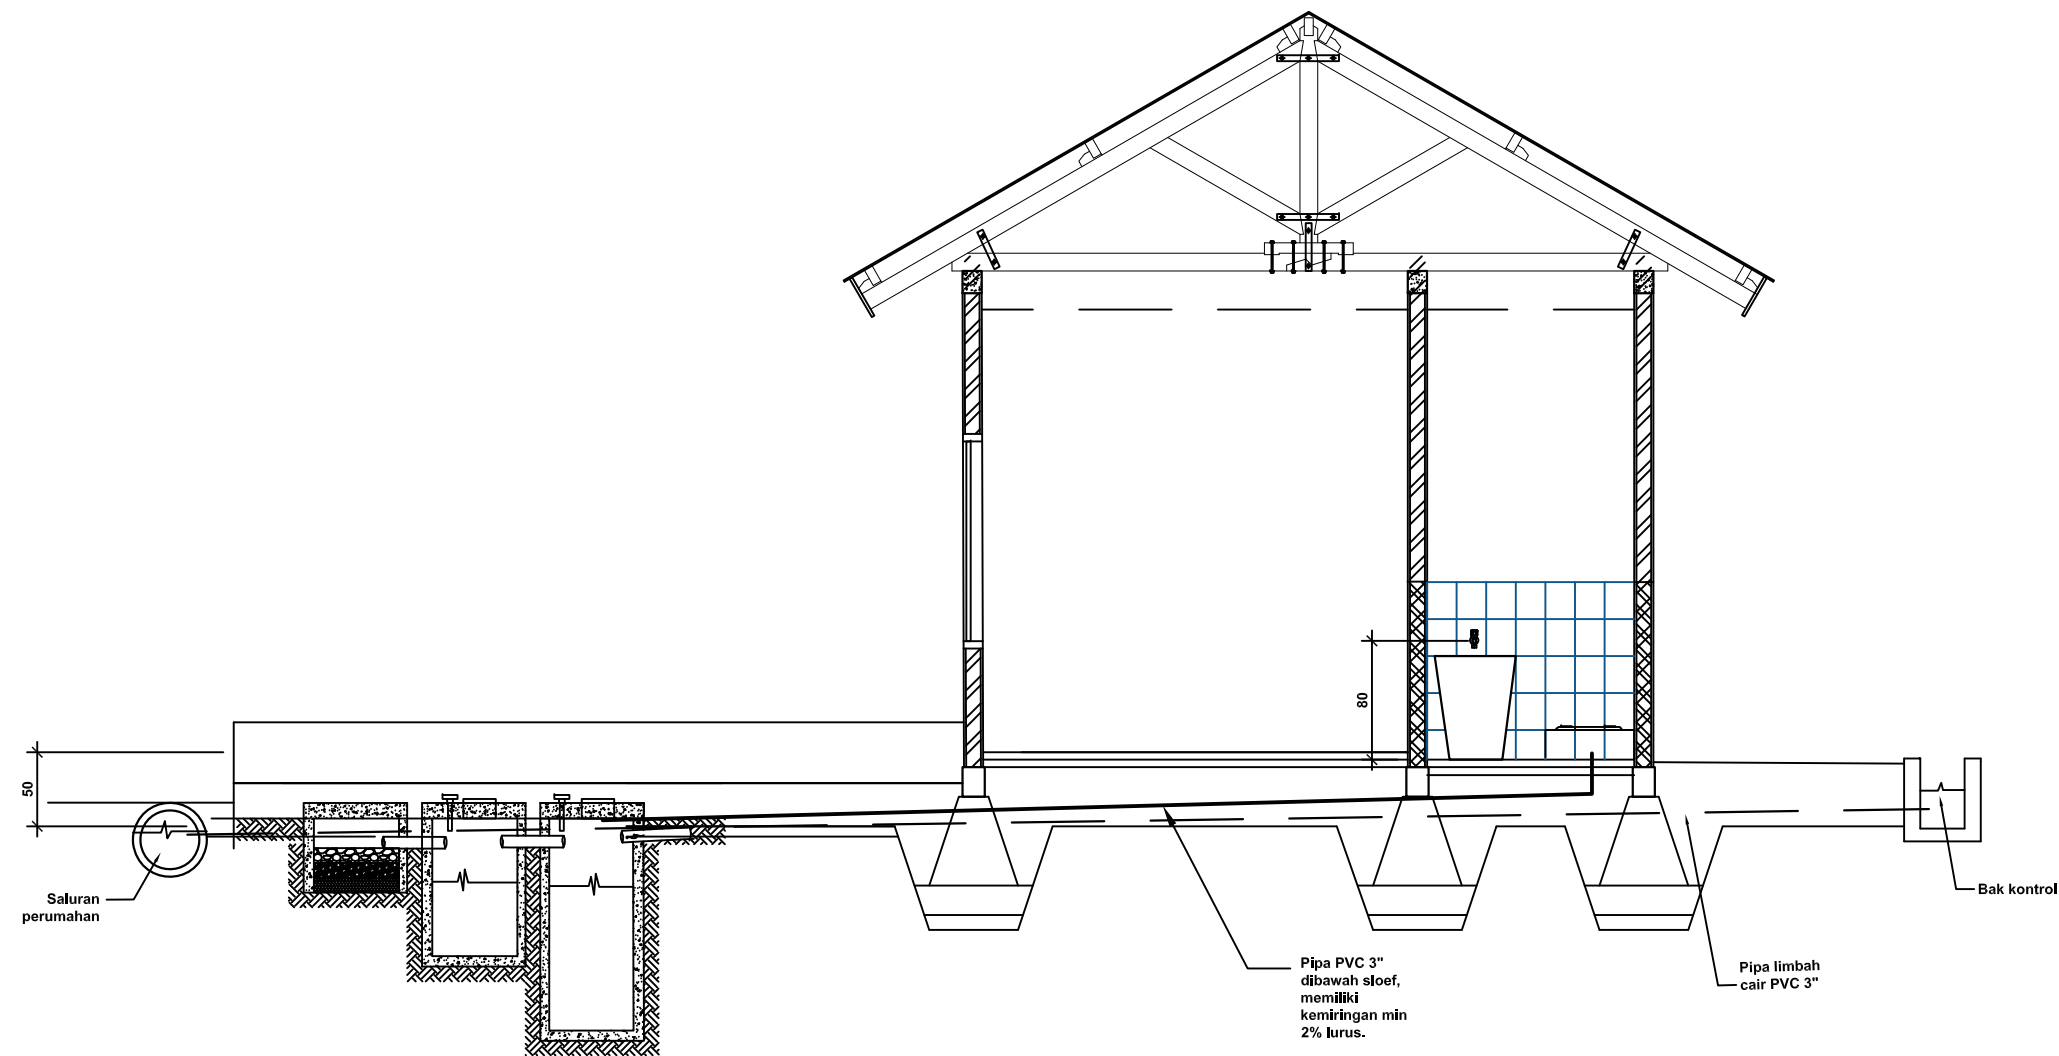 80
50
Saluran
perumahan
Bak kontrol
Pipa PVC 3"
dibawah sloef,
memiliki
kemiringan min
2% lurus.
Pipa limbah
cair PVC 3"